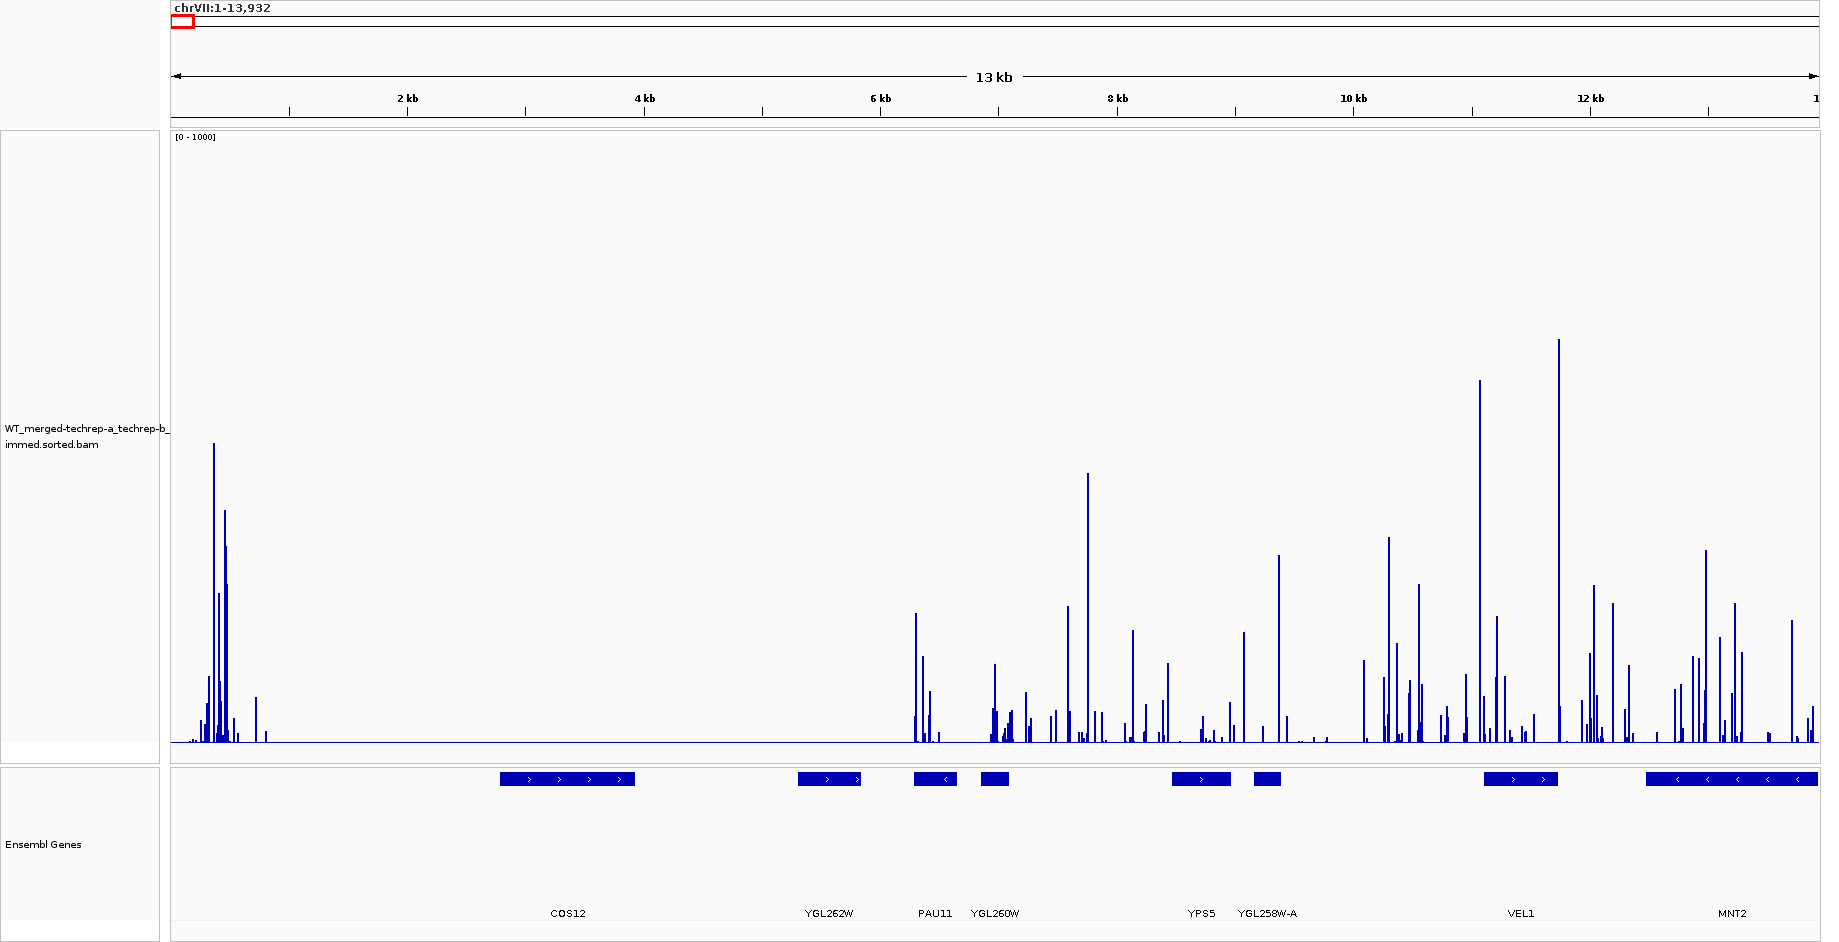 chrVII:1-13,932
13 kb
2 kb 4 kb 6 kb 8 kb 10 kb 12 kb 1
[0 - 1000]
WT_merged-techrep-a_techrep-b_
immed.sorted.bam
Ensembl Genes
COS12 YGL262W PAU11 YGL260W YPS5 YGL258W-A VEL1 MNT2